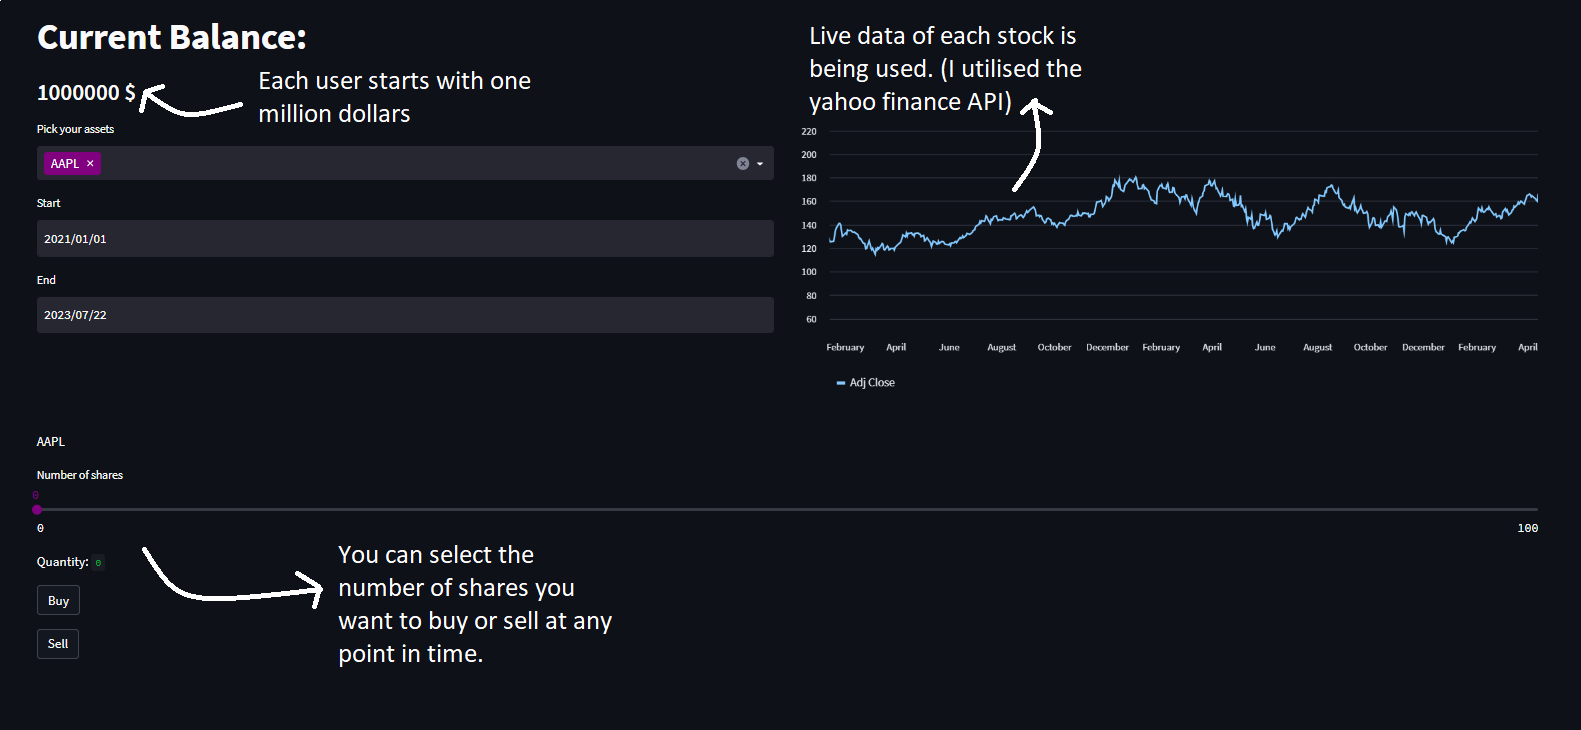 Current Balance:
1000000 $
Each user starts with one
million dollars
Pick your assets
AAPL ×
Start
2021/01/01
End
2023/07/22
Live data of each stock is
being used. (I utilised the
yahoo finance API)
220
200
180
160
140
120
100
80
60
February April June August October December February April June August October December February April
Adj Close
AAPL
Number of shares
0
0 100
Quantity: 0
Buy
Sell
You can select the
number of shares you
want to buy or sell at any
point in time.